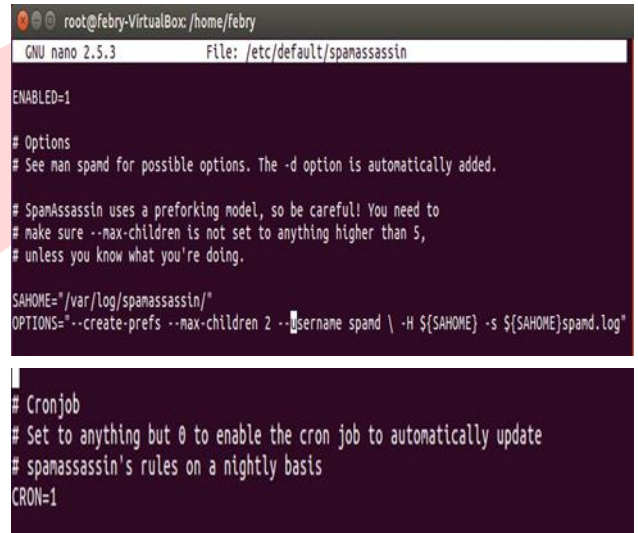 root@febry-VirtualBox: /home/febry
GNU nano 2.5.3 File: /etc/default/spamassassin
ENABLED=1
# Options
# See man spamd for possible options. The -d option is automatically added.
# SpamAssassin uses a preforking model, so be careful! You need to
# make sure --max-children is not set to anything higher than 5,
# unless you know what you're doing.
SAHOME="/var/log/spamassassin/"
OPTIONS="--create-prefs --max-children 2 --username spamd \ -H ${SAHOME} -s ${SAHOME}spamd.log"
# Cronjob
# Set to anything but 0 to enable the cron job to automatically update
# spamassassin's rules on a nightly basis
CRON=1